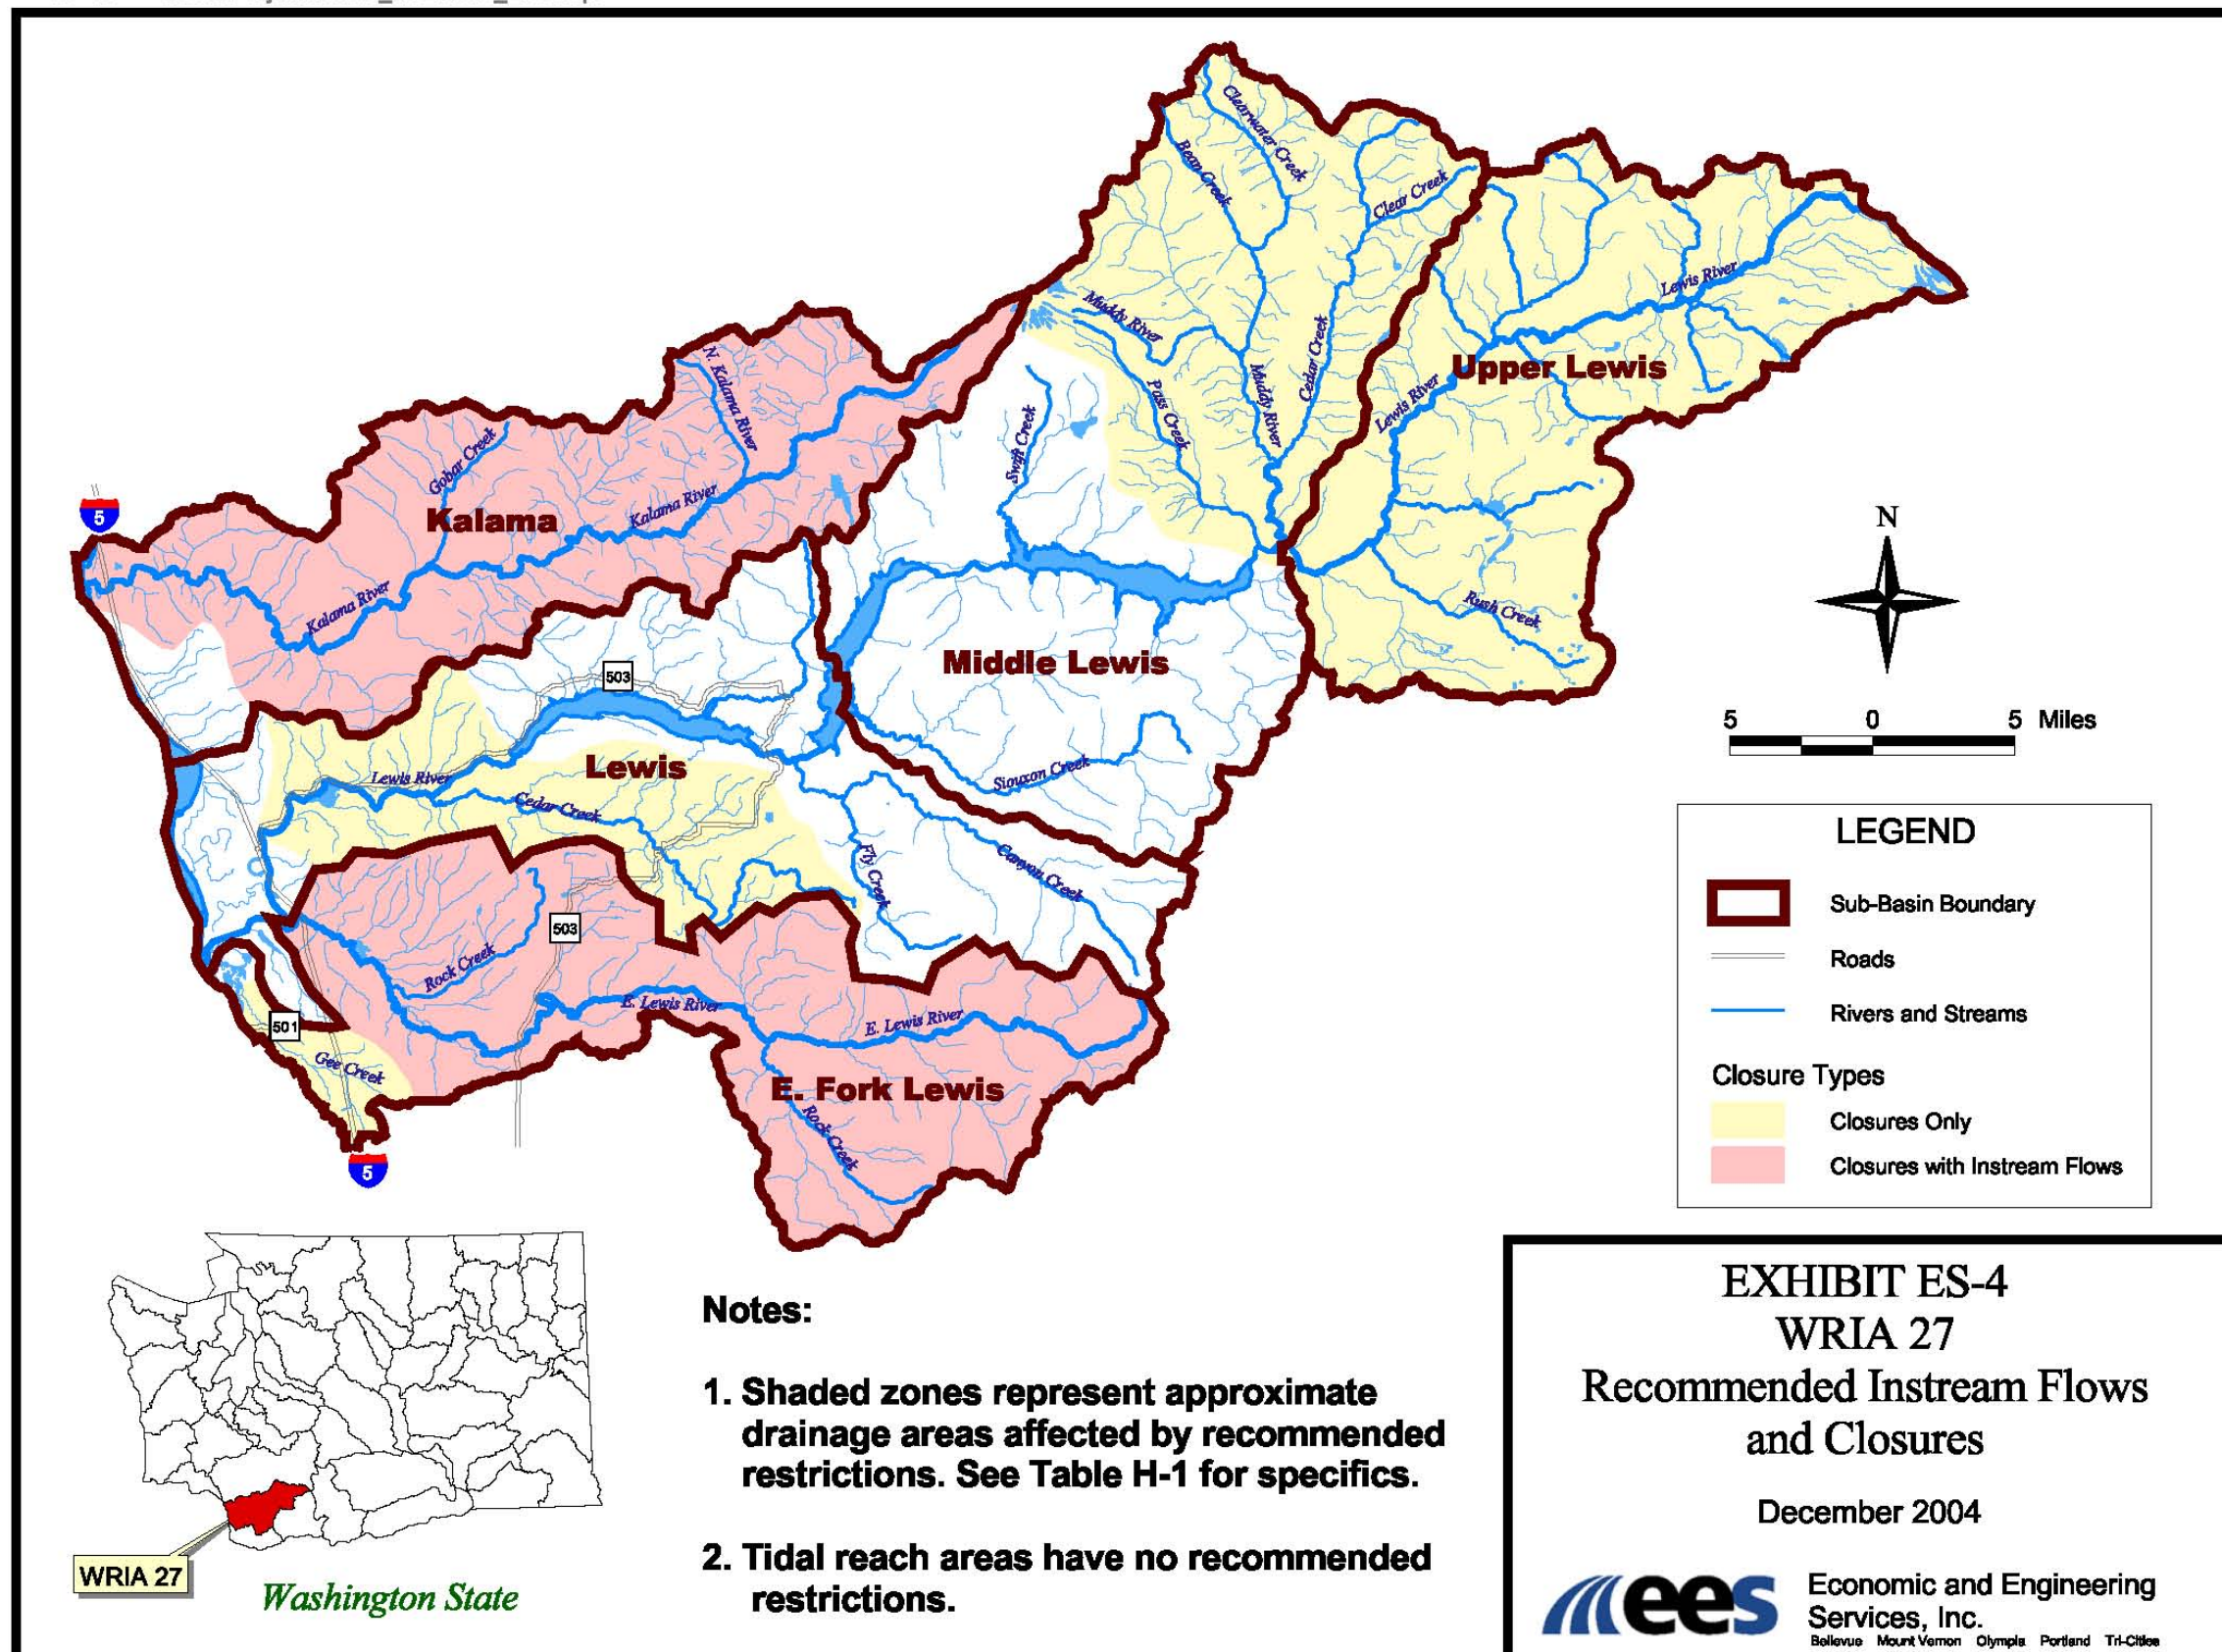 Clearwater Creek
Bean Creek
Clear Creek
Muddy River
Lewis River
Cedar Creek
Muddy River
Pass Creek
Upper Lewis
Lewis River
N. Kalama River
Swift Creek
Gobar Creek
Kalama River
Kalama
5
Kalama River
Rush Creek
N
Middle Lewis
503
5 0 5 Miles
Lewis
Lewis River
Siouxon Creek
Cedar Creek
Fly Creek
Canyon Creek
503
Rock Creek
E. Lewis River
E. Lewis River
501
Gee Creek
E. Fork Lewis
Rock Creek
5
LEGEND
Sub-Basin Boundary
Roads
Rivers and Streams
Closure Types
Closures Only
Closures with Instream Flows
WRIA 27
Washington State
Notes:
1. Shaded zones represent approximate
drainage areas affected by recommended
restrictions. See Table H-1 for specifics.
2. Tidal reach areas have no recommended
restrictions.
EXHIBIT ES-4
WRIA 27
Recommended Instream Flows
and Closures
December 2004
ees
Economic and Engineering
Services, Inc.
Bellevue Mount Vernon Olympia Portland Tri-Cities